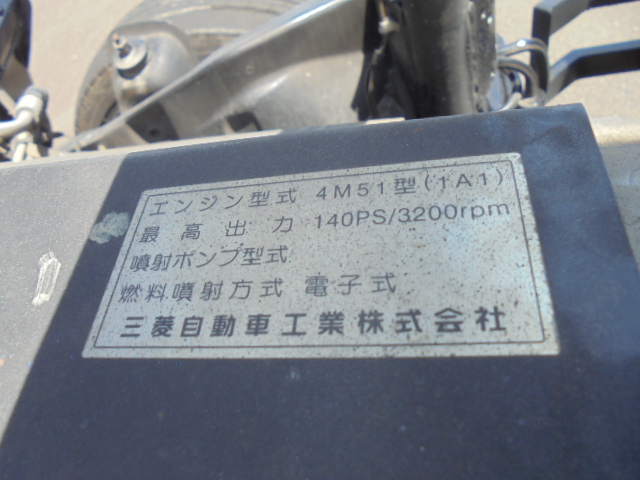 エンジン型式 4M51型(1A1)
最高出力 140PS/3200rpm
噴射ポンプ型式
燃料噴射方式 電子式
三菱自動車工業株式会社